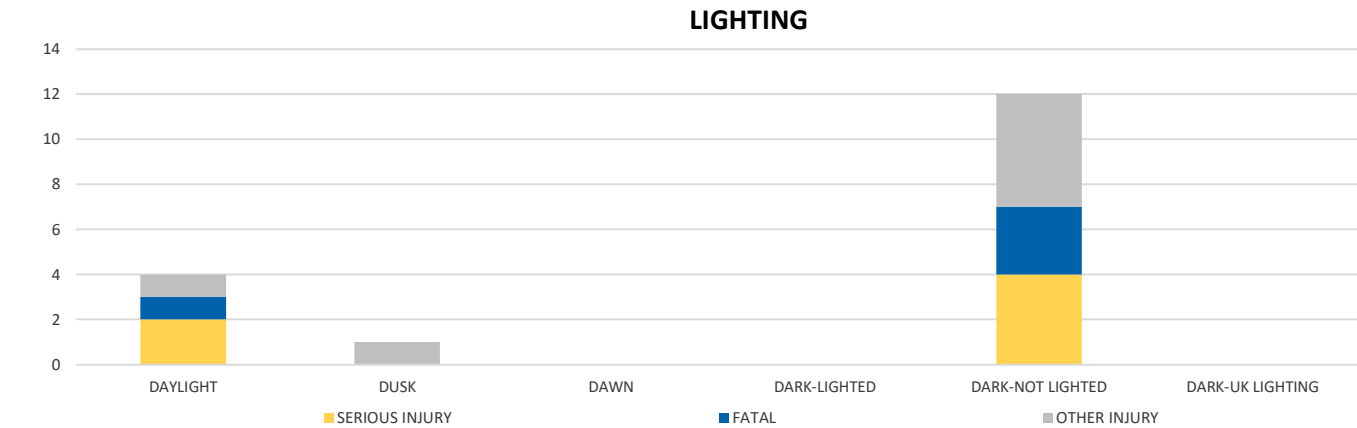 LIGHTING
14
12
10
8
6
4
2
0
DAYLIGHT DUSK DAWN DARK-LIGHTED DARK-NOT LIGHTED DARK-UK LIGHTING
SERIOUS INJURY FATAL OTHER INJURY